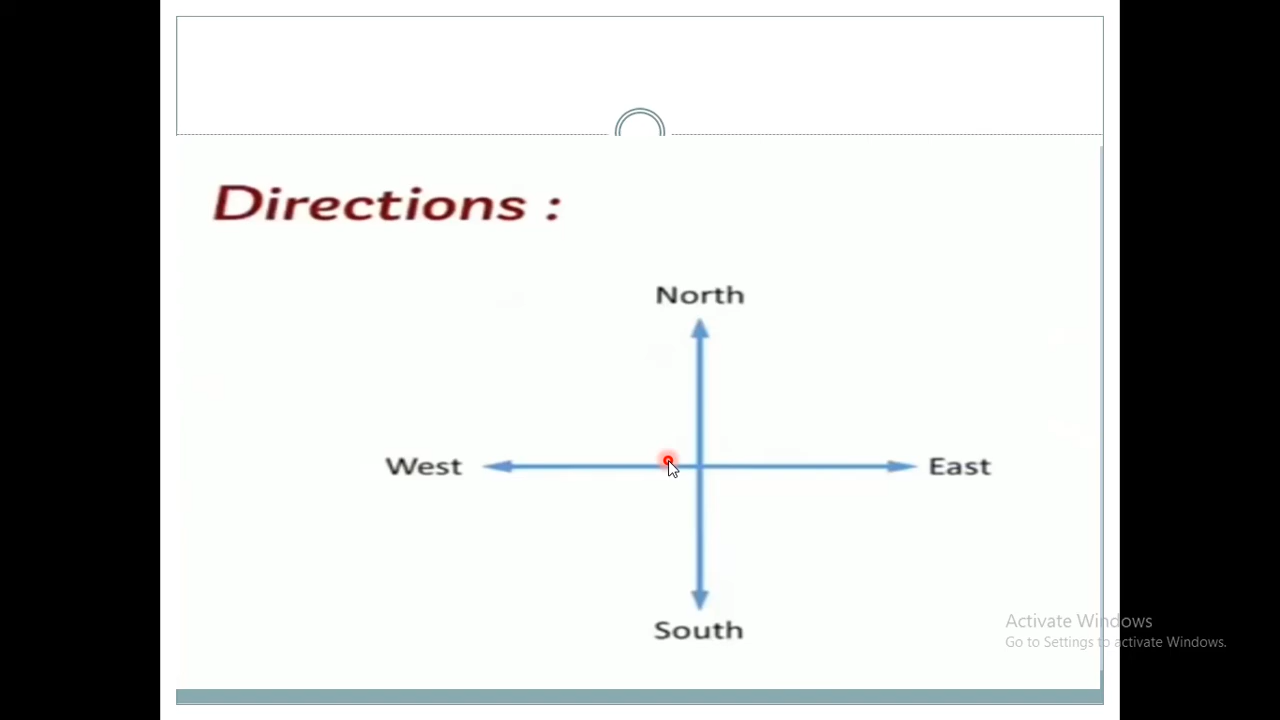 Directions :
North
West
East
South
Activate Windows
Go to Settings to activate Windows.